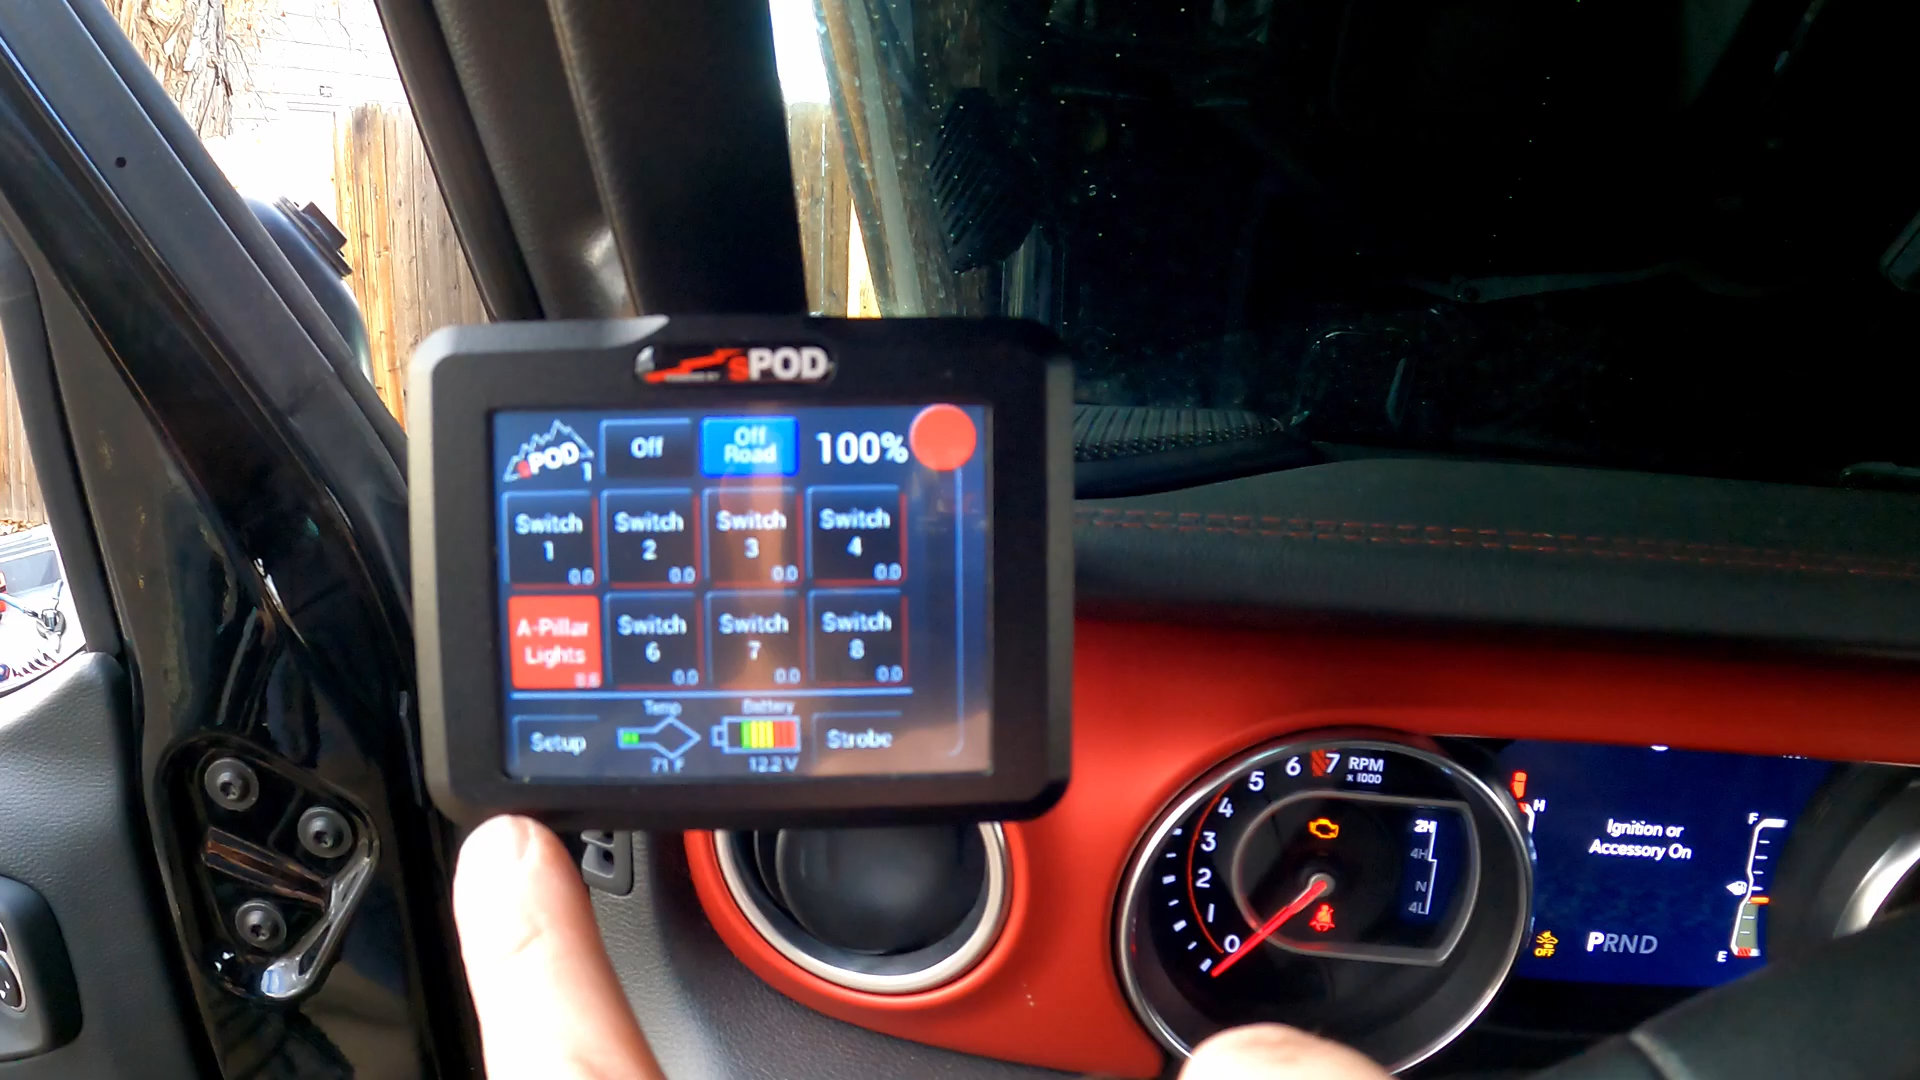 sPOD
sPOD
1
Off
Off
Road
100%
Switch
1
0.0
Switch
2
0.0
Switch
3
0.0
Switch
4
0.0
A-Pillar
Lights
Switch
6
0.0
Switch
7
0.0
Switch
8
0.0
Setup
Temp
71 F
Battery
12.2 V
Strobe
0
1
2
3
4
5
6
7
RPM
x 1000
2H
4H
N
4L
H
Ignition or
Accessory On
F
E
OFF
PRND